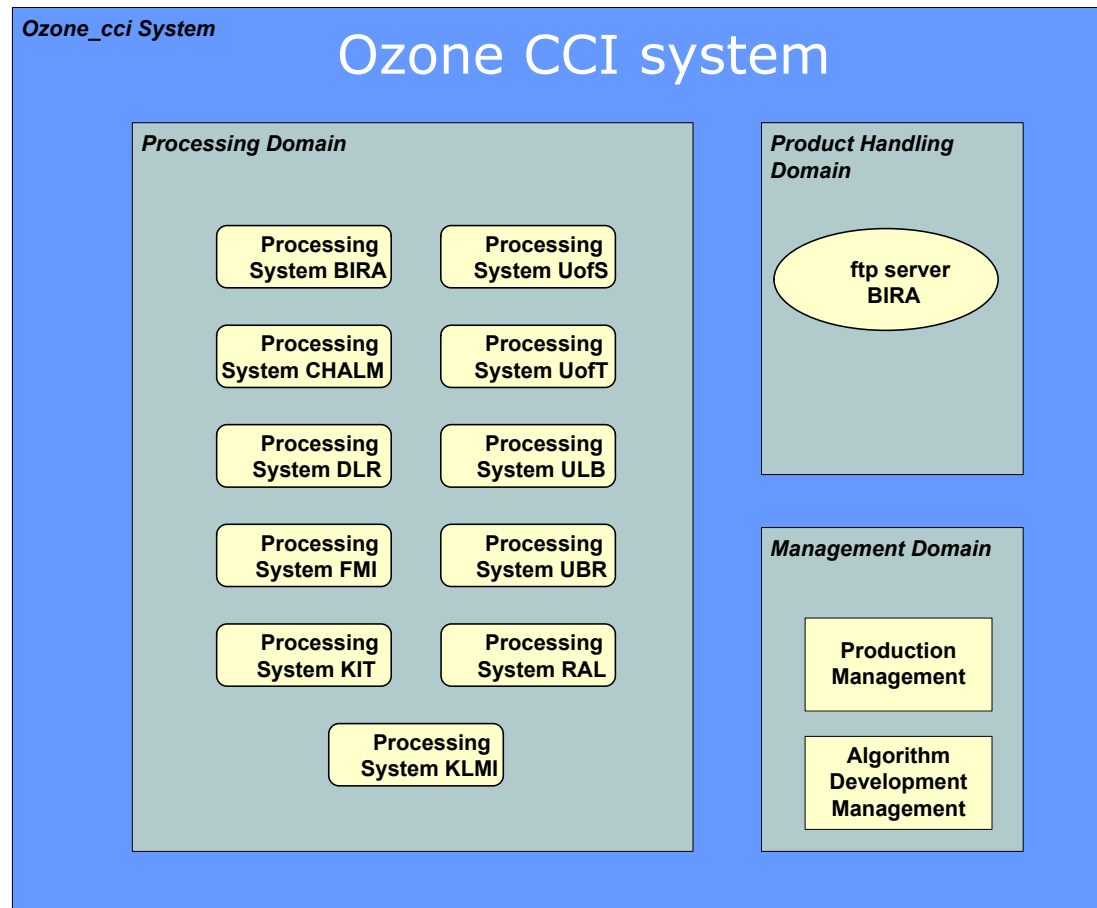 Ozone_cci System
Ozone CCI system
Processing Domain
Processing
System BIRA
Processing
System UofS
Processing
System CHALM
Processing
System UofT
Processing
System DLR
Processing
System ULB
Processing
System FMI
Processing
System UBR
Processing
System KIT
Processing
System RAL
Processing
System KLMI
Product Handling
Domain
ftp server
BIRA
Management Domain
Production
Management
Algorithm
Development
Management